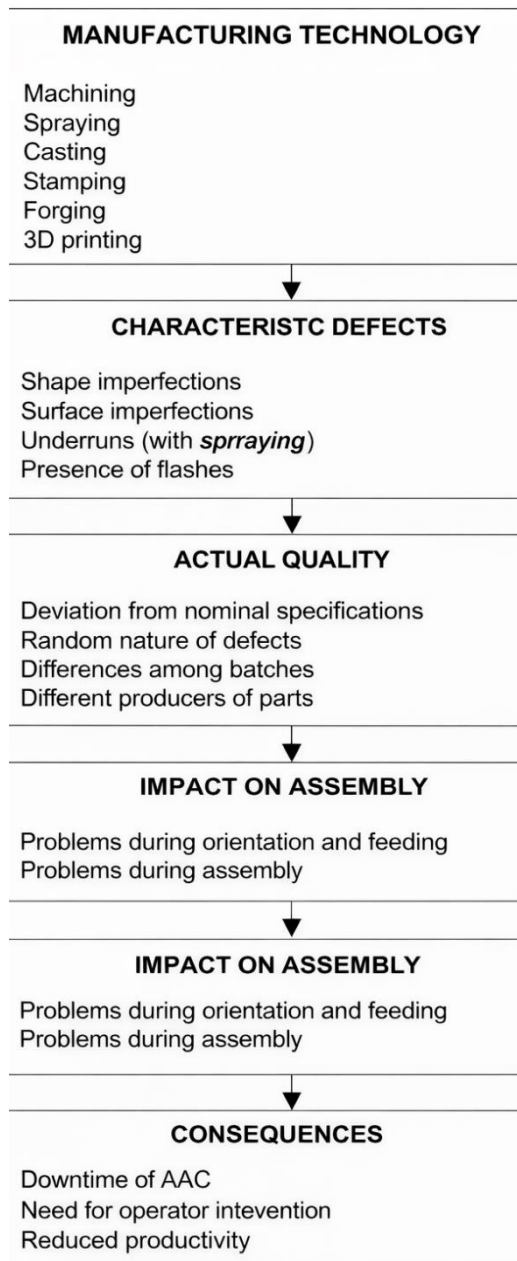 MANUFACTURING TECHNOLOGY
Machining
Spraying
Casting
Stamping
Forging
3D printing
CHARACTERISTC DEFECTS
Shape imperfections
Surface imperfections
Underruns (with sprraying)
Presence of flashes
ACTUAL QUALITY
Deviation from nominal specifications
Random nature of defects
Differences among batches
Different producers of parts
IMPACT ON ASSEMBLY
Problems during orientation and feeding
Problems during assembly
IMPACT ON ASSEMBLY
Problems during orientation and feeding
Problems during assembly
CONSEQUENCES
Downtime of AAC
Need for operator intevention
Reduced productivity